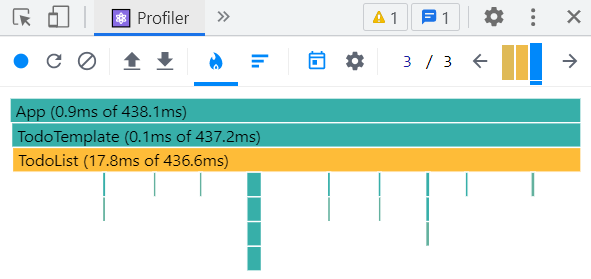 Profiler » 1 1
3 / 3
App (0.9ms of 438.1ms)
TodoTemplate (0.1ms of 437.2ms)
TodoList (17.8ms of 436.6ms)